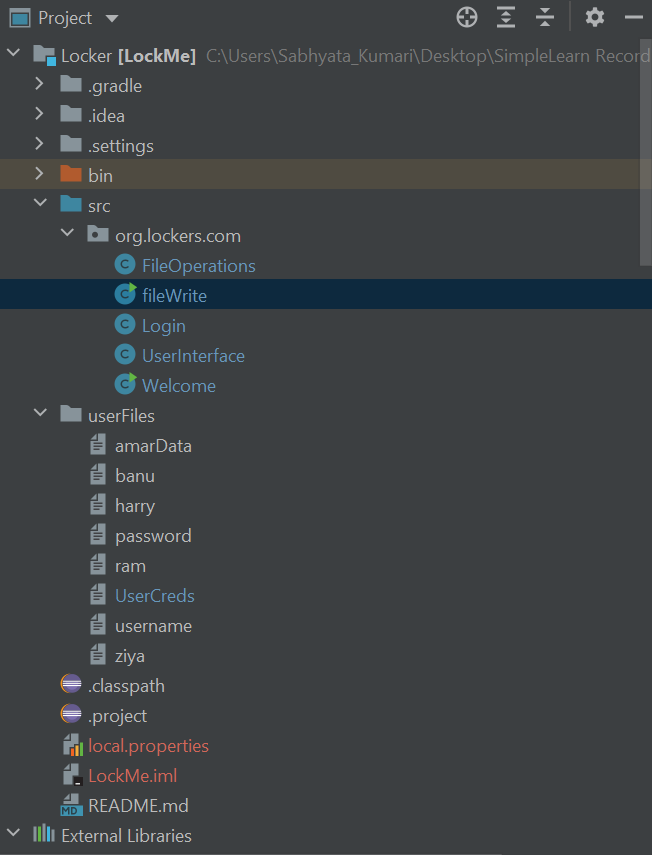 Project
Locker [LockMe] C:\Users\Sabhyata_Kumari\Desktop\SimpleLearn Record
.gradle
.idea
.settings
bin
src
org.lockers.com
C FileOperations
C fileWrite
C Login
C UserInterface
C Welcome
userFiles
amarData
banu
harry
password
ram
UserCreds
username
ziya
.classpath
.project
local.properties
LockMe.iml
MD README.md
External Libraries